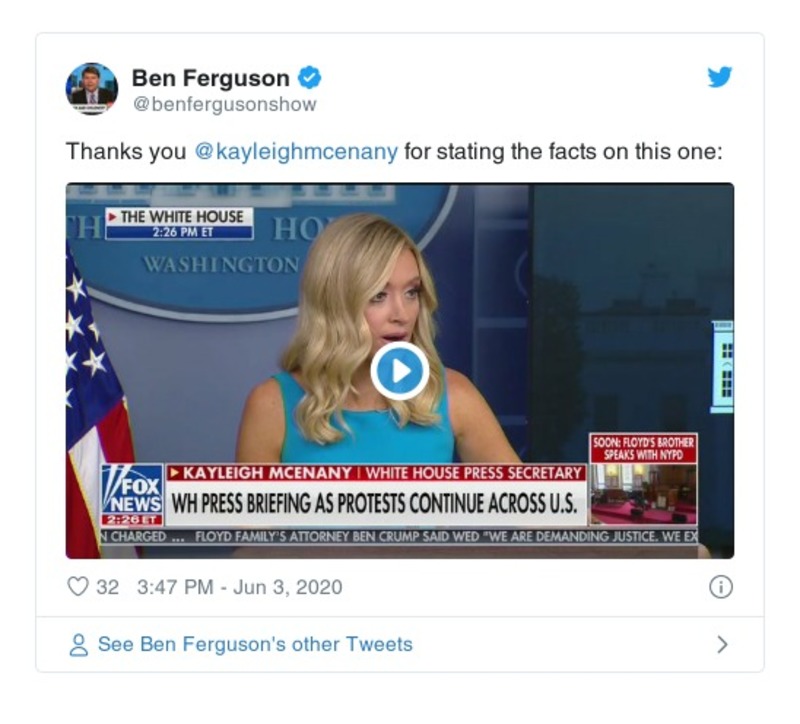 Ben Ferguson
@benfergusonshow
Thanks you @kayleighmcenany for stating the facts on this one:
THE WHITE HOUSE
2:26 PM ET
TH HO
WASHINGTON
SOON: FLOYD'S BROTHER
SPEAKS WITH NYPD
KAYLEIGH MCENANY | WHITE HOUSE PRESS SECRETARY
FOX
NEWS
2:26 ET
WH PRESS BRIEFING AS PROTESTS CONTINUE ACROSS U.S.
N CHARGED ... FLOYD FAMILY'S ATTORNEY BEN CRUMP SAID WED "WE ARE DEMANDING JUSTICE. WE EX
32 3:47 PM - Jun 3, 2020
See Ben Ferguson's other Tweets